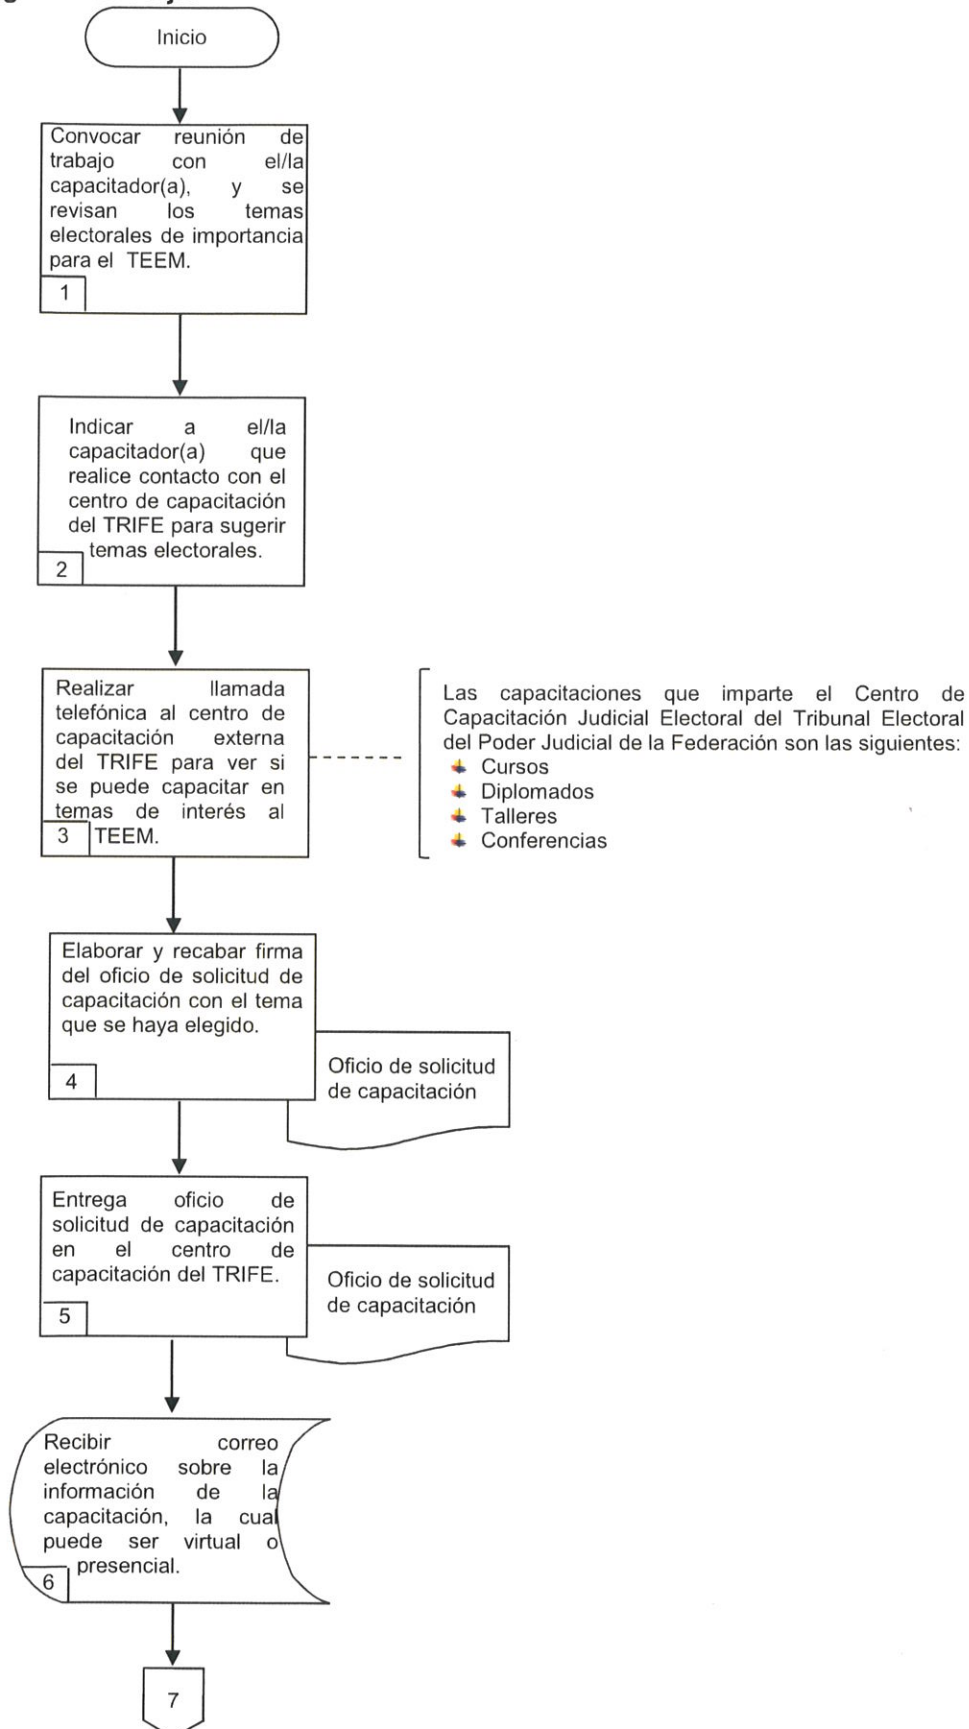 Inicio
Convocar reunión de
trabajo con el/la
capacitador(a), y se
revisan los temas
electorales de importancia
para el TEEM.
1
Indicar a el/la
capacitador(a) que
realice contacto con el
centro de capacitación
del TRIFE para sugerir
temas electorales.
2
Realizar llamada
telefónica al centro de
capacitación externa
del TRIFE para ver si
se puede capacitar en
temas de interés al
TEEM.
3
Las capacitaciones que imparte el Centro de
Capacitación Judicial Electoral del Tribunal Electoral
del Poder Judicial de la Federación son las siguientes:
Cursos
Diplomados
Talleres
Conferencias
Elaborar y recabar firma
del oficio de solicitud de
capacitación con el tema
que se haya elegido.
4
Oficio de solicitud
de capacitación
Entrega oficio de
solicitud de capacitación
en el centro de
capacitación del TRIFE.
5
Oficio de solicitud
de capacitación
Recibir correo
electrónico sobre la
información de la
capacitación, la cual
puede ser virtual o
presencial.
6
7